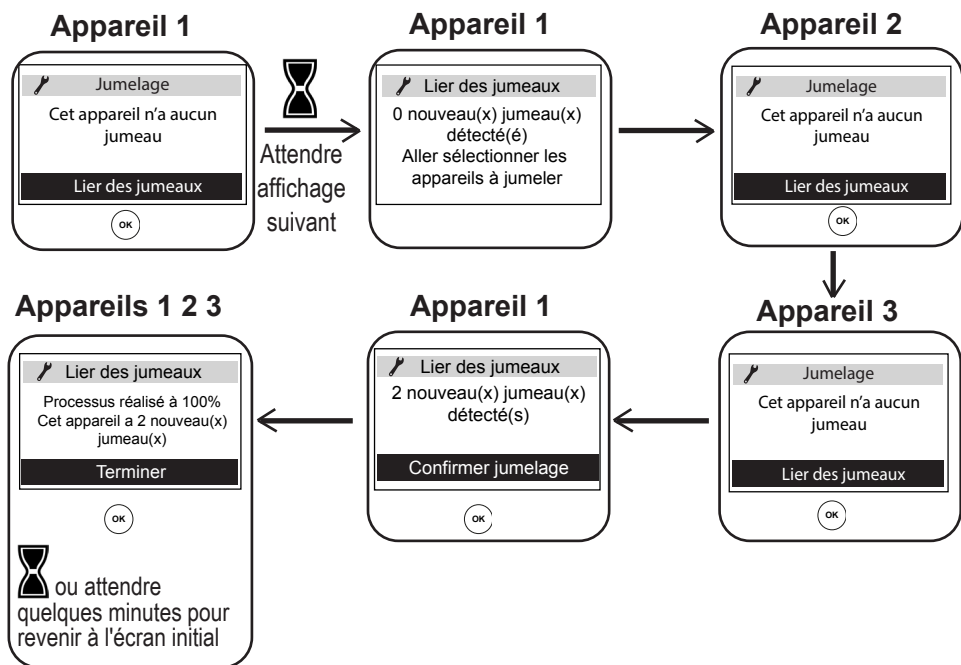 Appareil 1
Jumelage
Cet appareil n'a aucun
jumeau
Lier des jumeaux
OK
Attendre
affichage
suivant
Appareil 1
Lier des jumeaux
0 nouveau(x) jumeau(x)
détecté(é)
Aller sélectionner les
appareils à jumeler
Appareil 2
Jumelage
Cet appareil n'a aucun
jumeau
Lier des jumeaux
OK
Appareil 3
Jumelage
Cet appareil n'a aucun
jumeau
Lier des jumeaux
OK
Appareil 1
Lier des jumeaux
2 nouveau(x) jumeau(x)
détecté(s)
Confirmer jumelage
OK
Appareils 1 2 3
Lier des jumeaux
Processus réalisé à 100%
Cet appareil a 2 nouveau(x)
jumeau(x)
Terminer
OK
ou attendre
quelques minutes pour
revenir à l'écran initial